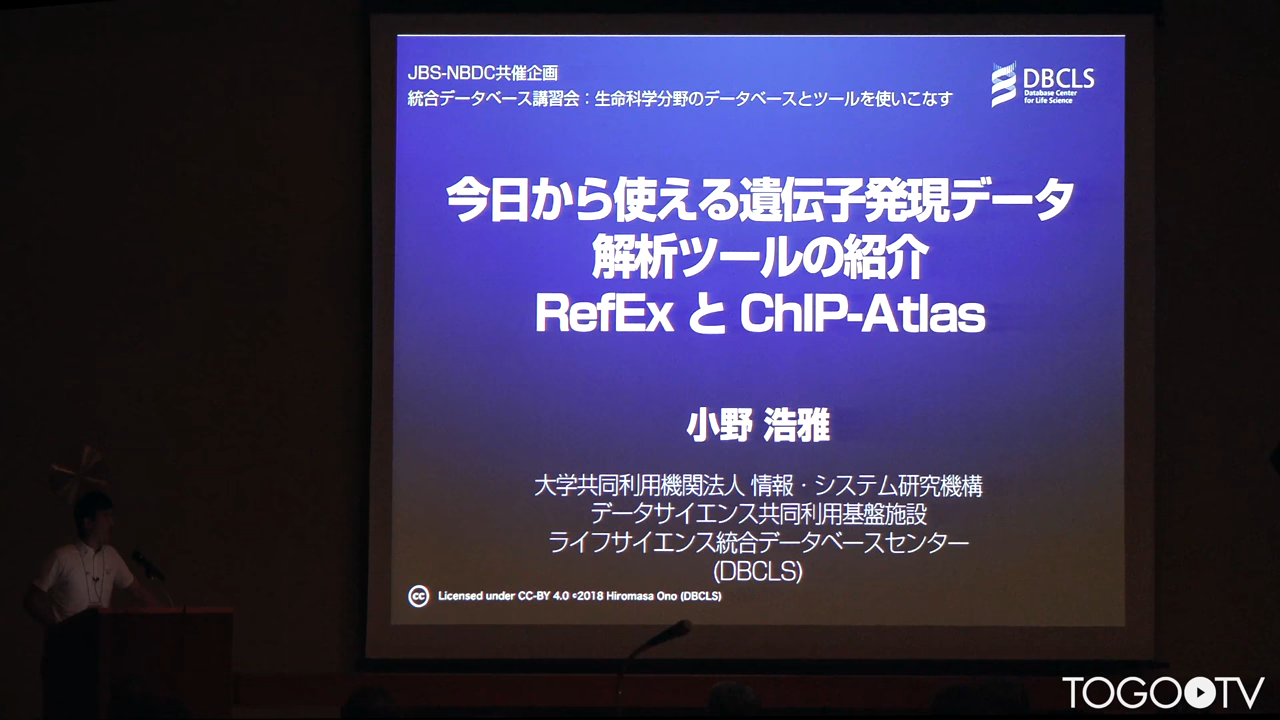 JBS-NBDC共催企画
統合データベース講習会：生命科学分野のデータベースとツールを使いこなす
DBCLS
Database Center
for Life Science
今日から使える遺伝子発現データ
解析ツールの紹介
RefEx と ChIP-Atlas
小野 浩雅
大学共同利用機関法人 情報・システム研究機構
データサイエンス共同利用基盤施設
ライフサイエンス統合データベースセンター
(DBCLS)
cc Licensed under CC-BY 4.0 ©2018 Hiromasa Ono (DBCLS)
TOGOTV